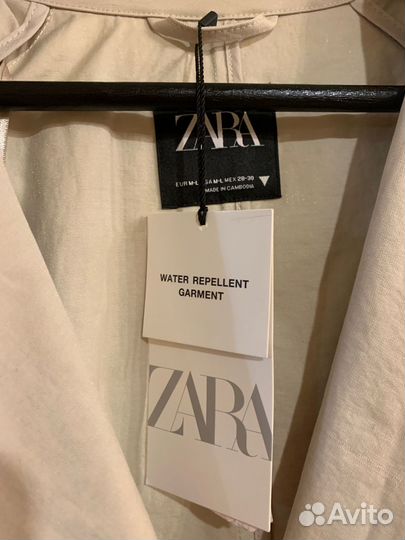 ZARA
EUR M-L USA M-L MEX 28-30
MADE IN CAMBODIA
WATER REPELLENT
GARMENT
ZARA
Avito